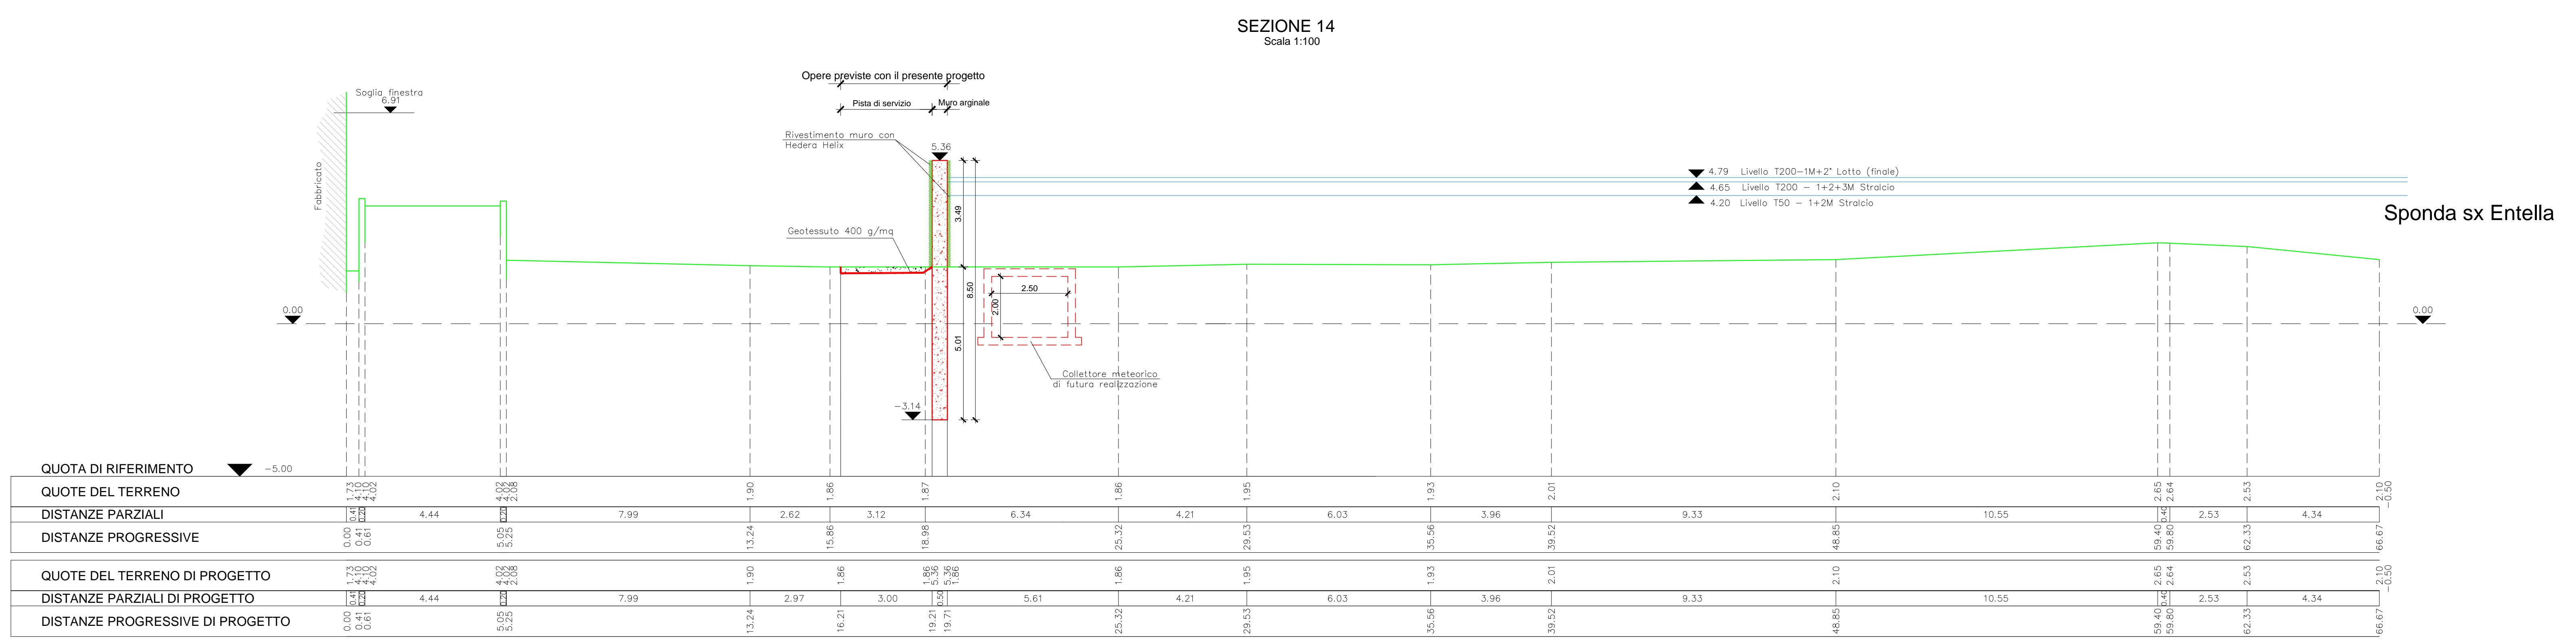 SEZIONE 14
Scala 1:100
Opere previste con il presente progetto
Pista di servizio
Muro arginale
Soglia finestra
6.91
Fabbricato
Rivestimento muro con
Hedera Helix
5.36
4.79 Livello T200-1M+2° Lotto (finale)
4.65 Livello T200 - 1+2+3M Stralcio
4.20 Livello T50 - 1+2M Stralcio
Sponda sx Entella
3.49
Geotessuto 400 g/mq
8.50
2.50
2.00
0.00
0.00
5.01
Collettore meteorico
di futura realizzazione
-3.14
QUOTA DI RIFERIMENTO -5.00
QUOTE DEL TERRENO 1.73 4.10 4.10 4.02 4.02 4.02 2.08 1.90 1.86 1.87 1.86 1.95 1.93 2.01 2.10 2.65 2.64 2.53 2.10 -0.50
DISTANZE PARZIALI 0.41 0.20 4.44 0.20 7.99 2.62 3.12 6.34 4.21 6.03 3.96 9.33 10.55 0.40 2.53 4.34
DISTANZE PROGRESSIVE 0.00 0.41 0.61 5.05 5.25 13.24 15.86 18.98 25.32 29.53 35.56 39.52 48.85 59.40 59.80 62.33 66.67
QUOTE DEL TERRENO DI PROGETTO 1.73 4.10 4.10 4.02 4.02 4.02 2.08 1.90 1.86 1.86 5.36 5.36 1.86 1.86 1.95 1.93 2.01 2.10 2.65 2.64 2.53 2.10 -0.50
DISTANZE PARZIALI DI PROGETTO 0.41 0.20 4.44 0.20 7.99 2.97 3.00 0.50 5.61 4.21 6.03 3.96 9.33 10.55 0.40 2.53 4.34
DISTANZE PROGRESSIVE DI PROGETTO 0.00 0.41 0.61 5.05 5.25 13.24 16.21 19.21 19.71 25.32 29.53 35.56 39.52 48.85 59.40 59.80 62.33 66.67